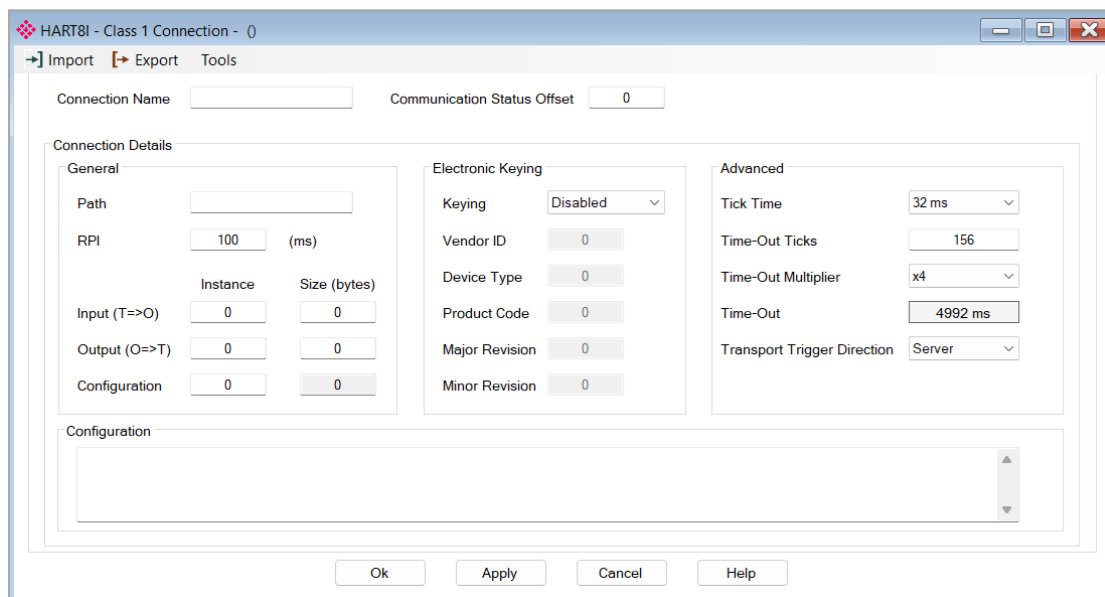 HART8I - Class 1 Connection - ()
Import Export Tools
Connection Name Communication Status Offset 0
Connection Details
General Electronic Keying Advanced
Path Keying Disabled Tick Time 32 ms
RPI 100 (ms) Vendor ID 0 Time-Out Ticks 156
Instance Size (bytes) Device Type 0 Time-Out Multiplier x4
Input (T=>O) 0 0 Product Code 0 Time-Out 4992 ms
Output (O=>T) 0 0 Major Revision 0 Transport Trigger Direction Server
Configuration 0 0 Minor Revision 0
Configuration
Ok Apply Cancel Help